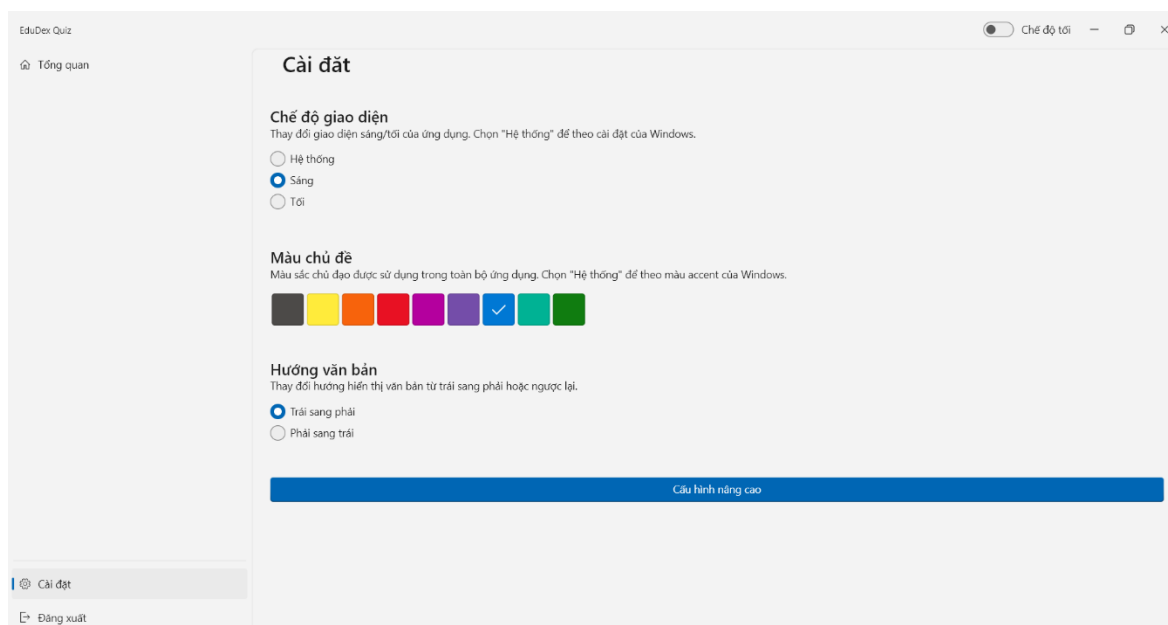 EduDex Quiz
Chế độ tối
Tổng quan
Cài đăt
Chế độ giao diện
Thay đổi giao diện sáng/tối của ứng dụng. Chọn "Hệ thống" để theo cài đặt của Windows.
Hệ thống
Sáng
Tối
Màu chủ đề
Màu sắc chủ đạo được sử dụng trong toàn bộ ứng dụng. Chọn "Hệ thống" để theo màu accent của Windows.
Hướng văn bản
Thay đổi hướng hiển thị văn bản từ trái sang phải hoặc ngược lại.
Trái sang phải
Phải sang trái
Cấu hình nâng cao
Cài đặt
Đăng xuất